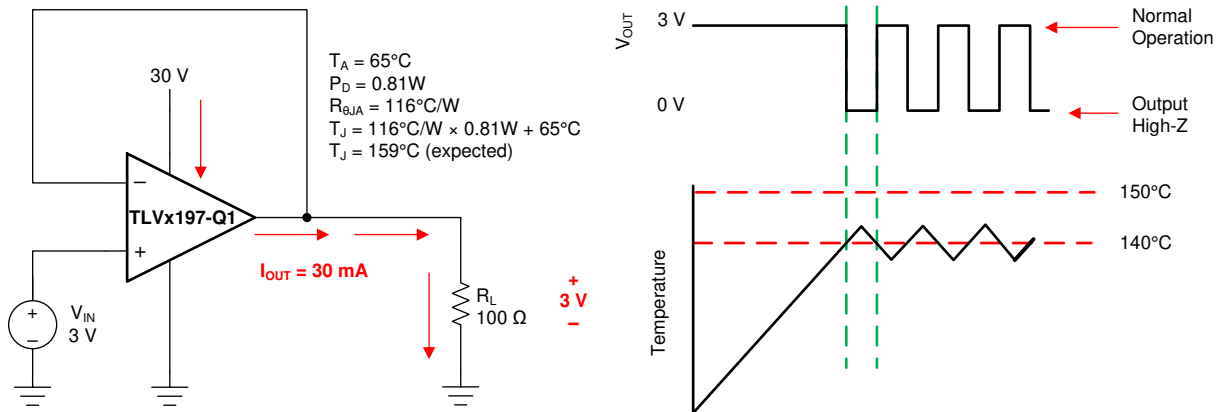 30 V
T_A = 65°C
P_D = 0.81W
R_θJA = 116°C/W
T_J = 116°C/W × 0.81W + 65°C
T_J = 159°C (expected)
−
TLVx197-Q1
+
I_OUT = 30 mA
+
−
V_IN
3 V
R_L
100 Ω
+
3 V
−
V_OUT
3 V
0 V
Normal
Operation
Output
High-Z
Temperature
150°C
140°C